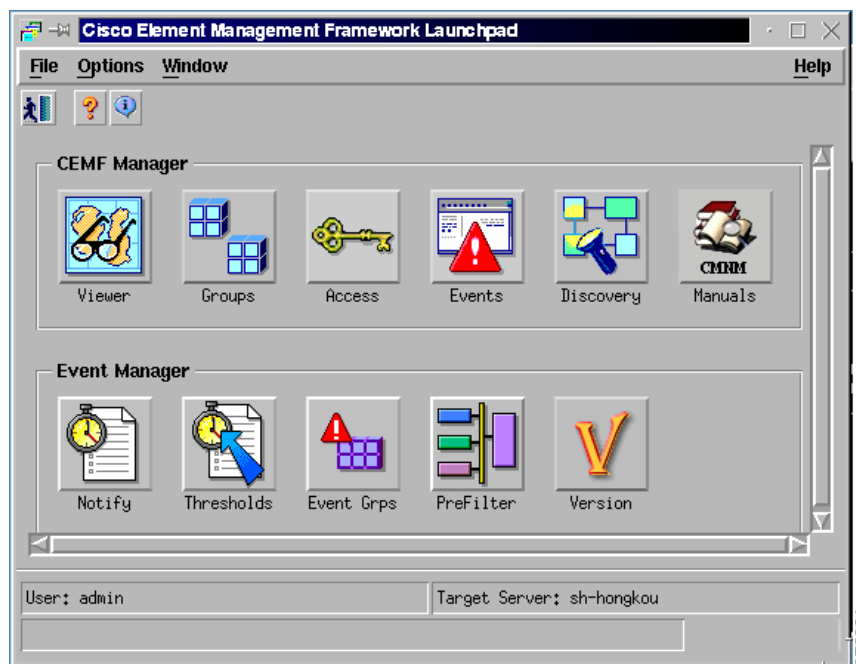 Cisco Element Management Framework Launchpad
File Options Window Help
CEMF Manager
CMNM
Viewer Groups Access Events Discovery Manuals
Event Manager
Notify Thresholds Event Grps PreFilter Version
User: admin Target Server: sh-hongkou